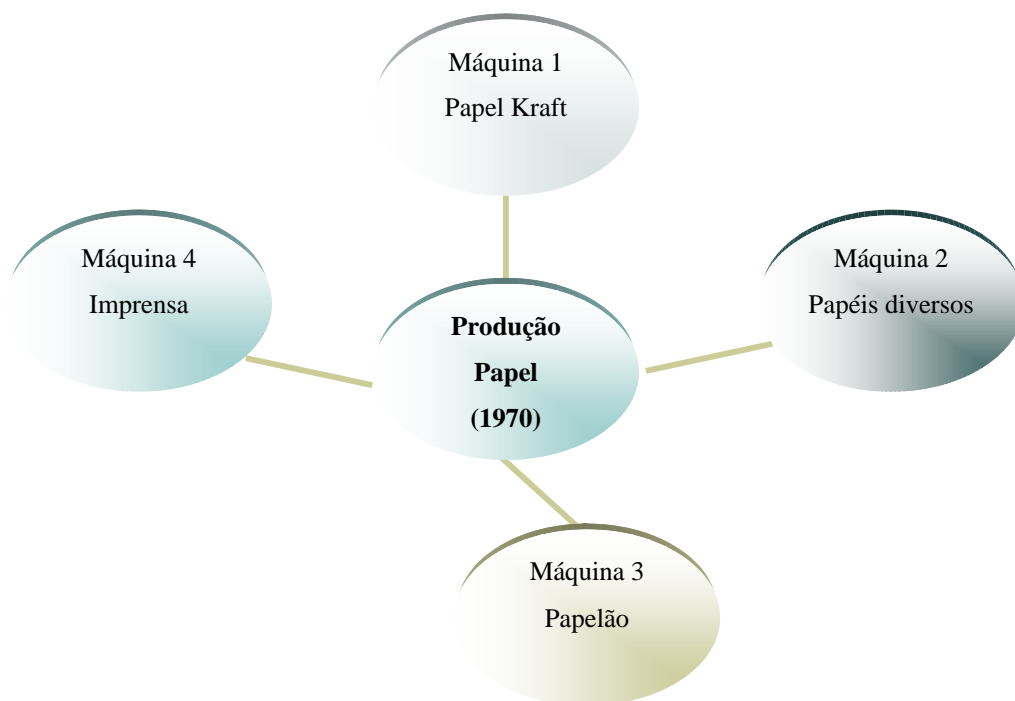 Máquina 1
Papel Kraft
Máquina 4
Imprensa
Máquina 2
Papéis diversos
Produção
Papel
(1970)
Máquina 3
Papelão